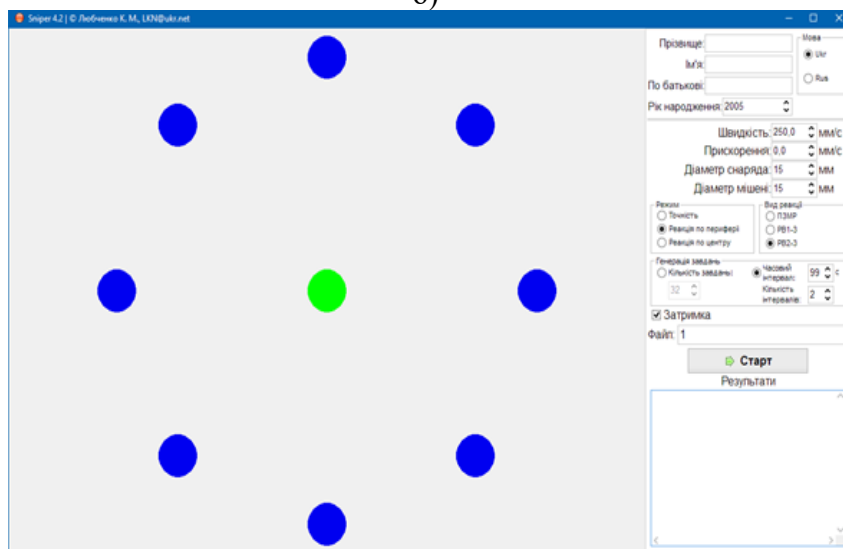 Sniper 4.2 | © Любченко К. М., LKN@ukr.net
Прізвище:
Ім'я:
По батькові:
Мова
Ukr
Rus
Рік народження: 2005
Швидкість: 250,0 мм/с
Прискорення: 0,0 мм/с
Діаметр снаряда: 15 мм
Діаметр мішені: 15 мм
Режим
Точність
Реакція по периферії
Реакція по центру
Вид реакції
ПЗМР
РВ1-3
РВ2-3
Генерація завдань
Кількість завдань:
32
Часовий інтервал: 99 с
Кількість інтервалів: 2
Затримка
Файл: 1
Старт
Результати